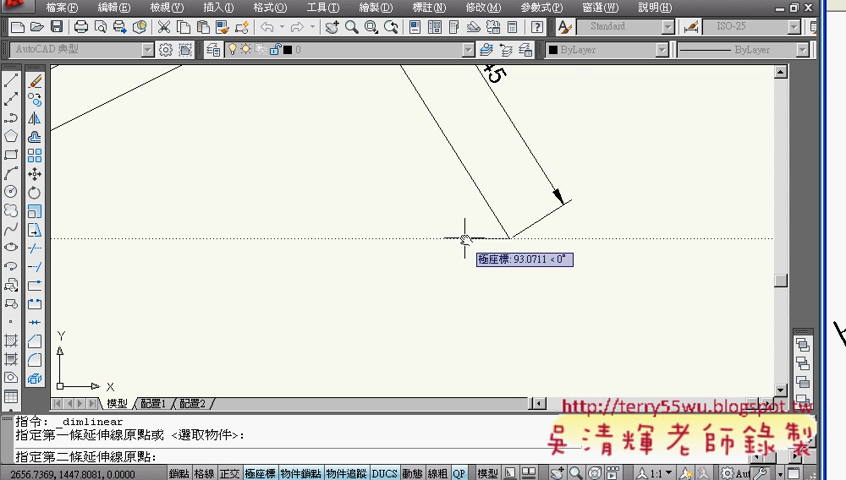 檔案(F) 編輯(E) 檢視(V) 插入(I) 格式(O) 工具(T) 繪製(D) 標註(N) 修改(M) 參數式(P) 窗選(W) 說明(H)
Standard ISO-25
AutoCAD 典型 0 ByLayer ByLayer
45
極座標: 93.0711 < 0°
Y
X
模型 配置1 配置2
http://terry55wu.blogspot.tw
吳清輝老師錄製
指令: _dimlinear
指定第一條延伸線原點或 <選取物件>:
指定第二條延伸線原點:
2656.7369, 1447.8081, 0.0000 鎖點 格線 正交 極座標 物件鎖點 物件追蹤 DUCS 動態 線粗 QP 模型 1:1